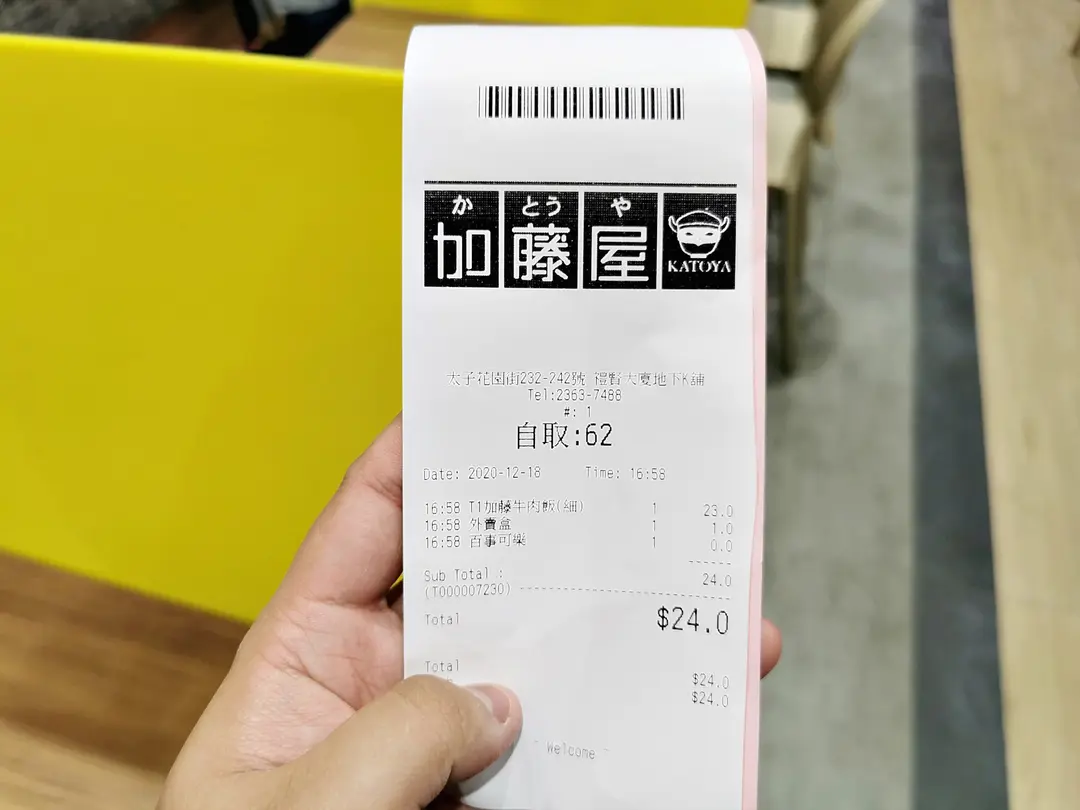 か とう や
加藤屋 KATOYA
太子花園街232-242號 禮賢大廈地下K舖
Tel:2363-7488
#: 1
自取:62
Date: 2020-12-18 Time: 16:58
16:58 T1加藤牛肉飯(細) 1 23.0
16:58 外賣盒 1 1.0
16:58 百事可樂 1 0.0
Sub Total : 24.0
(T000007230)
Total $24.0
Total $24.0
$24.0
~ Welcome ~